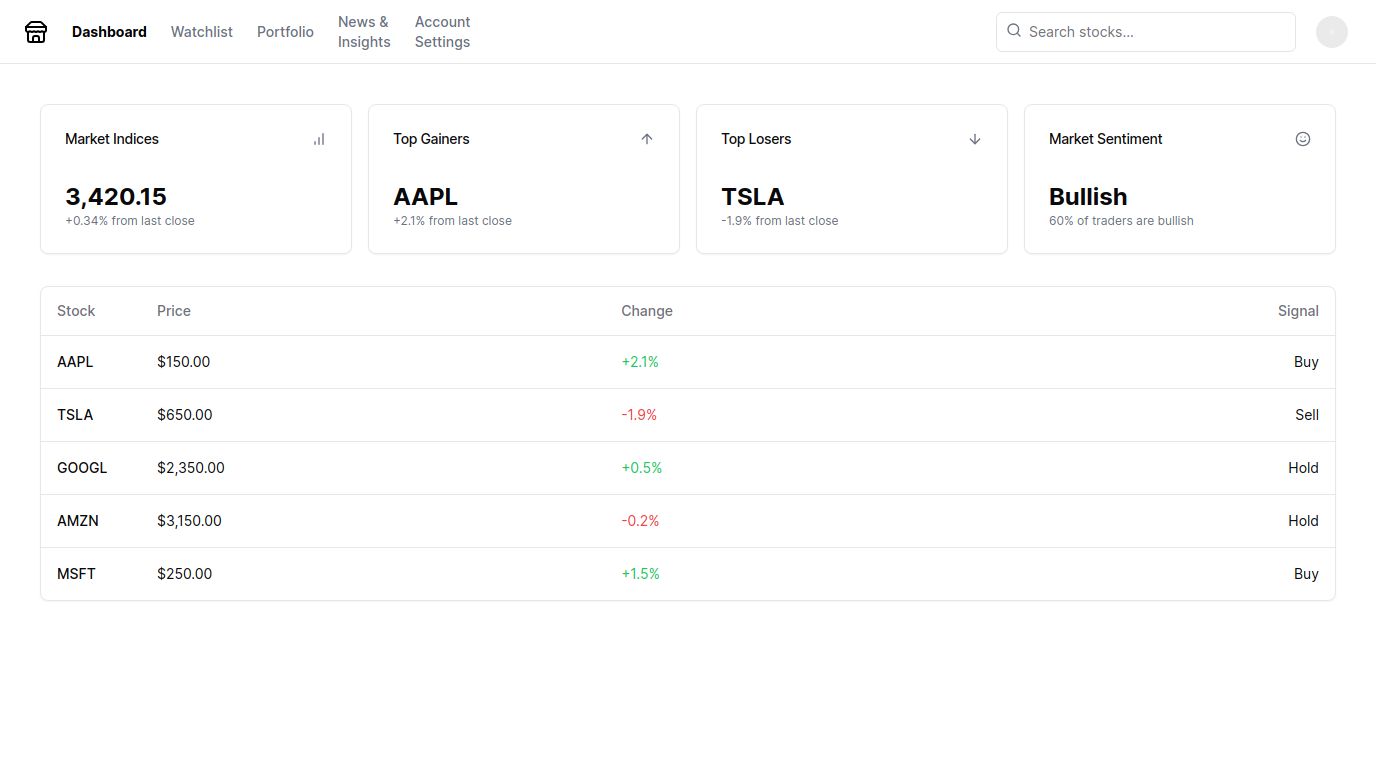 Dashboard
Watchlist
Portfolio
News &
Insights
Account
Settings
Search stocks...
Market Indices
3,420.15
+0.34% from last close
Top Gainers
AAPL
+2.1% from last close
Top Losers
TSLA
-1.9% from last close
Market Sentiment
Bullish
60% of traders are bullish
Stock Price Change Signal
AAPL $150.00 +2.1% Buy
TSLA $650.00 -1.9% Sell
GOOGL $2,350.00 +0.5% Hold
AMZN $3,150.00 -0.2% Hold
MSFT $250.00 +1.5% Buy